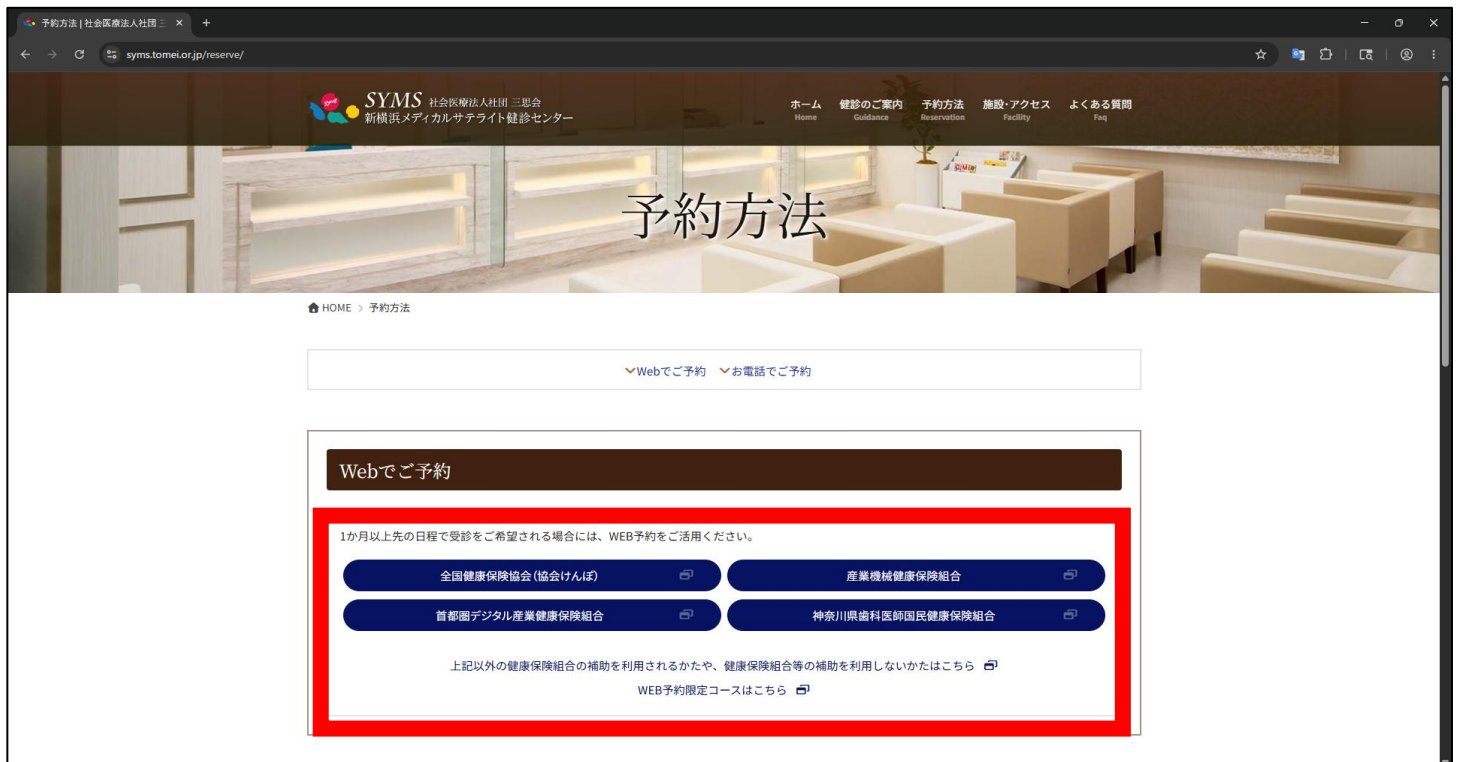 予約方法 | 社会医療法人社団 三
syms.tomei.or.jp/reserve/
SYMS 社会医療法人社団 三思会
新横浜メディカルサテライト健診センター
ホーム 健診のご案内 予約方法 施設・アクセス よくある質問
Home Guidance Reservation Facility Faq
予約方法
HOME > 予約方法
Webでご予約 お電話でご予約
Webでご予約
1か月以上先の日程で受診をご希望される場合には、WEB予約をご活用ください。
全国健康保険協会(協会けんぽ) 産業機械健康保険組合
首都圏デジタル産業健康保険組合 神奈川県歯科医師国民健康保険組合
上記以外の健康保険組合の補助を利用されるかたや、健康保険組合等の補助を利用しないかたはこちら
WEB予約限定コースはこちら